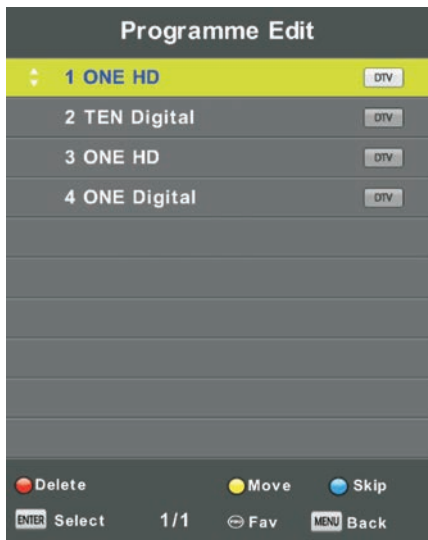 Programme Edit
1 ONE HD DTV
2 TEN Digital DTV
3 ONE HD DTV
4 ONE Digital DTV
Delete Move Skip
ENTER Select 1/1 Fav MENU Back